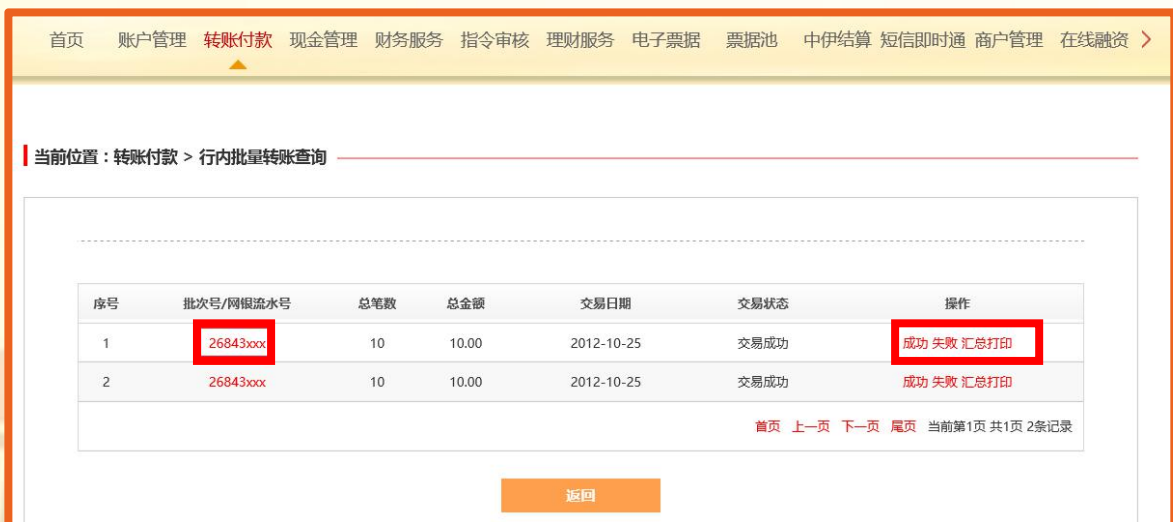 首页 账户管理 转账付款 现金管理 财务服务 指令审核 理财服务 电子票据 票据池 中伊结算 短信即时通 商户管理 在线融资 >
当前位置：转账付款 > 行内批量转账查询
序号 批次号/网银流水号 总笔数 总金额 交易日期 交易状态 操作
1 26843xxx 10 10.00 2012-10-25 交易成功 成功 失败 汇总打印
2 26843xxx 10 10.00 2012-10-25 交易成功 成功 失败 汇总打印
首页 上一页 下一页 尾页 当前第1页 共1页 2条记录
返回